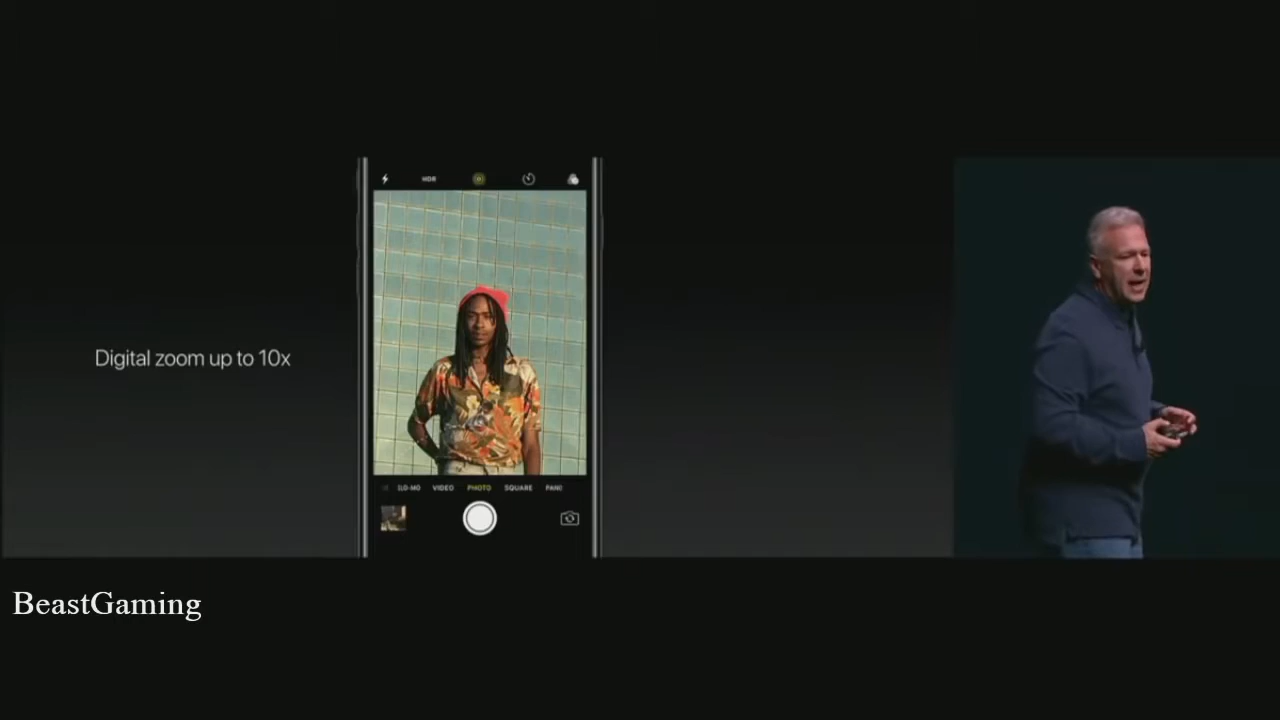 HDR
Digital zoom up to 10x
SLO-MO VIDEO PHOTO SQUARE PANO
BeastGaming